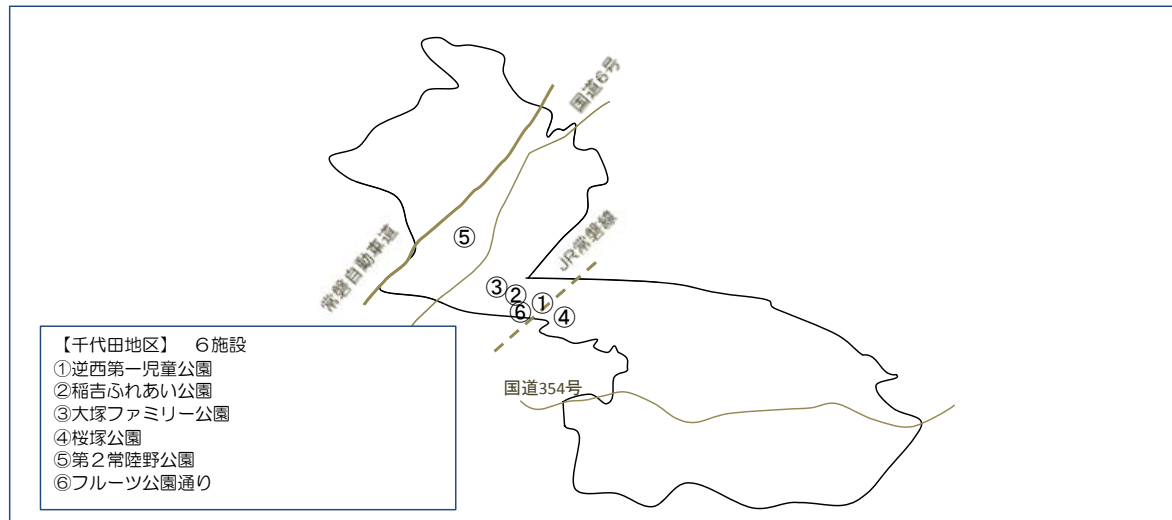 国道6号
常磐自動車道
JR常磐線
⑤
③
②
①
⑥
④
国道354号
【千代田地区】 6施設
①逆西第一児童公園
②稲吉ふれあい公園
③大塚ファミリー公園
④桜塚公園
⑤第2常陸野公園
⑥フルーツ公園通り